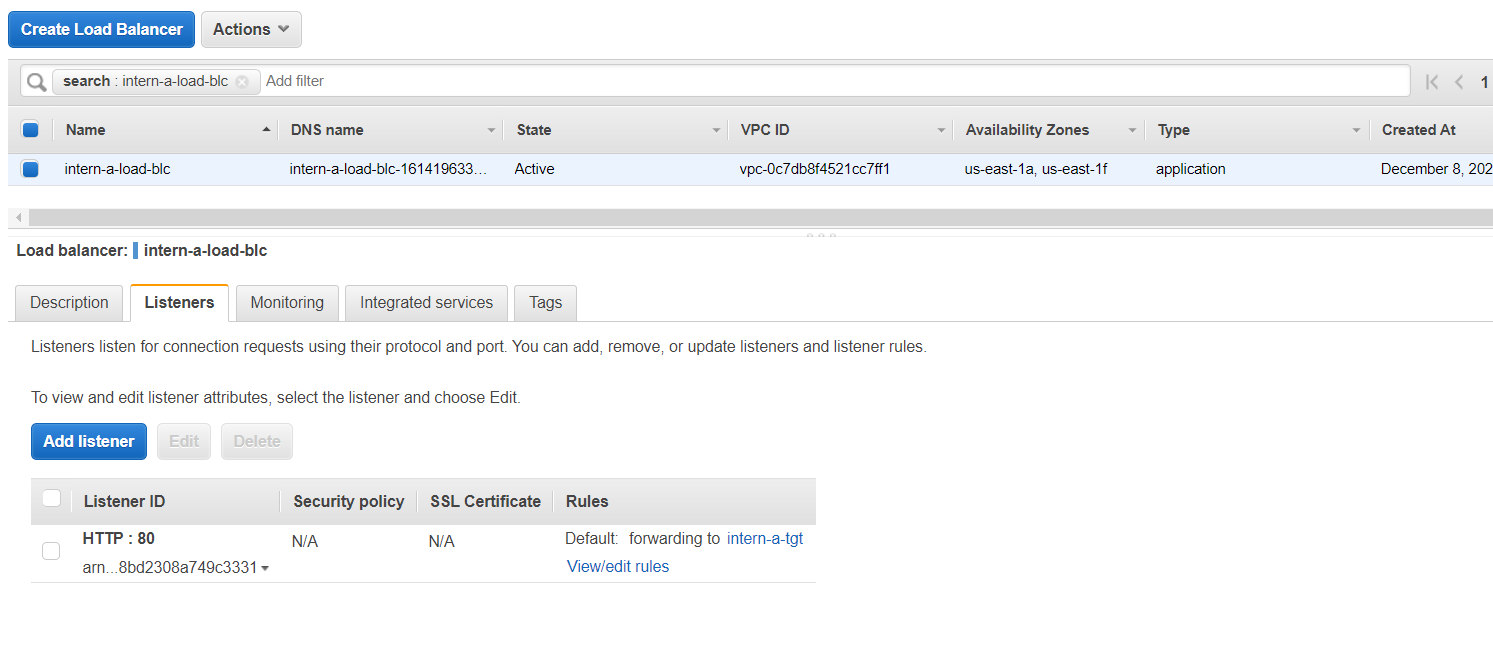 Create Load Balancer Actions
search : intern-a-load-blc Add filter 1
Name DNS name State VPC ID Availability Zones Type Created At
intern-a-load-blc intern-a-load-blc-161419633… Active vpc-0c7db8f4521cc7ff1 us-east-1a, us-east-1f application December 8, 202
Load balancer: intern-a-load-blc
Description Listeners Monitoring Integrated services Tags
Listeners listen for connection requests using their protocol and port. You can add, remove, or update listeners and listener rules.
To view and edit listener attributes, select the listener and choose Edit.
Add listener Edit Delete
Listener ID Security policy SSL Certificate Rules
HTTP : 80 N/A N/A Default: forwarding to intern-a-tgt
arn...8bd2308a749c3331 View/edit rules